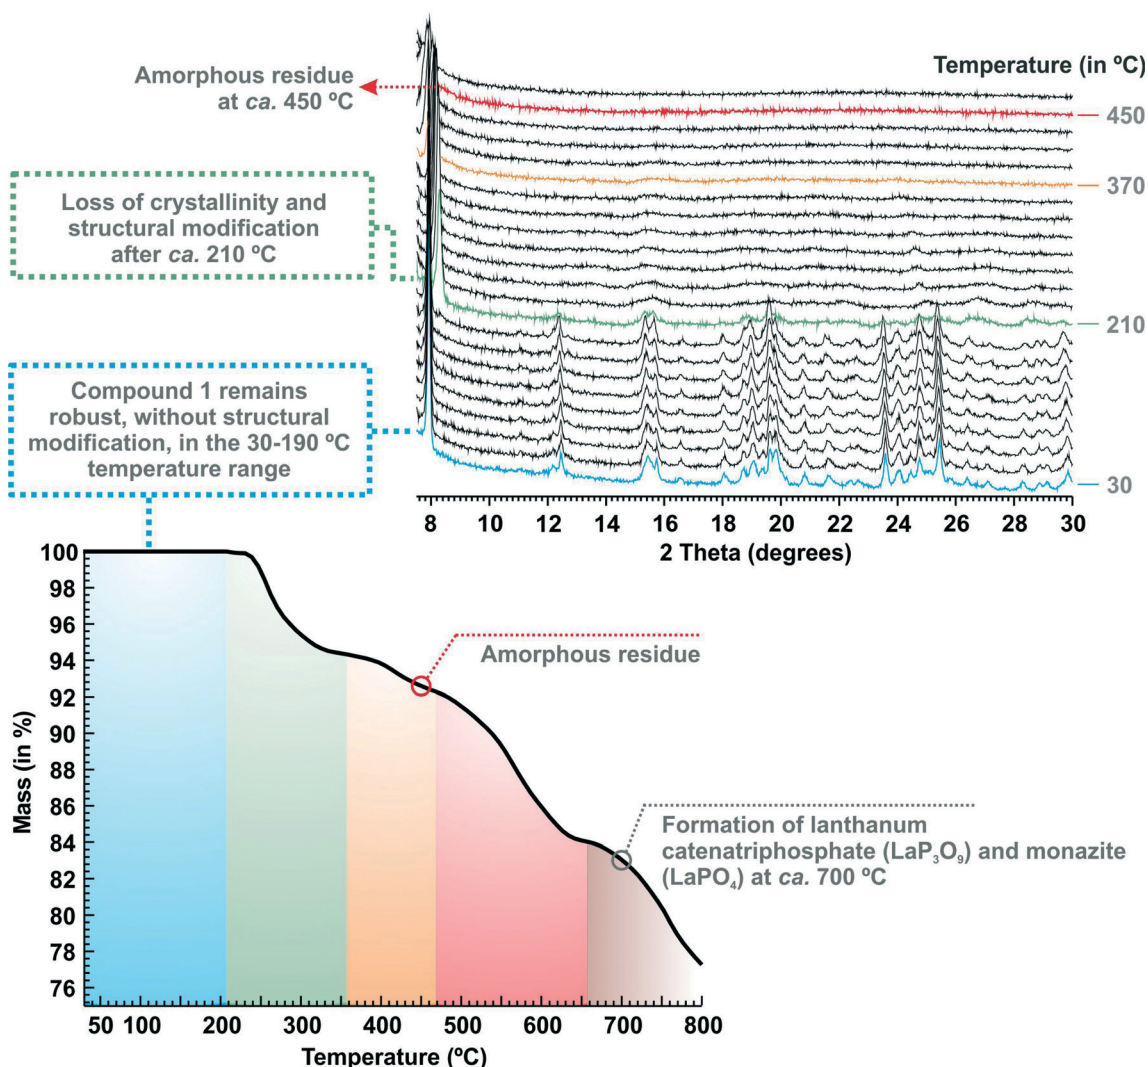 Amorphous residue
at ca. 450 ºC
Temperature (in ºC)
450
370
210
30
Loss of crystallinity and
structural modification
after ca. 210 ºC
Compound 1 remains
robust, without structural
modification, in the 30-190 ºC
temperature range
8 10 12 14 16 18 20 22 24 26 28 30
2 Theta (degrees)
100
98
96
94
92
90
88
86
84
82
80
78
76
Mass (in %)
Amorphous residue
Formation of lanthanum
catenatriphosphate (LaP₃O₉) and monazite
(LaPO₄) at ca. 700 ºC
50 100 200 300 400 500 600 700 800
Temperature (ºC)